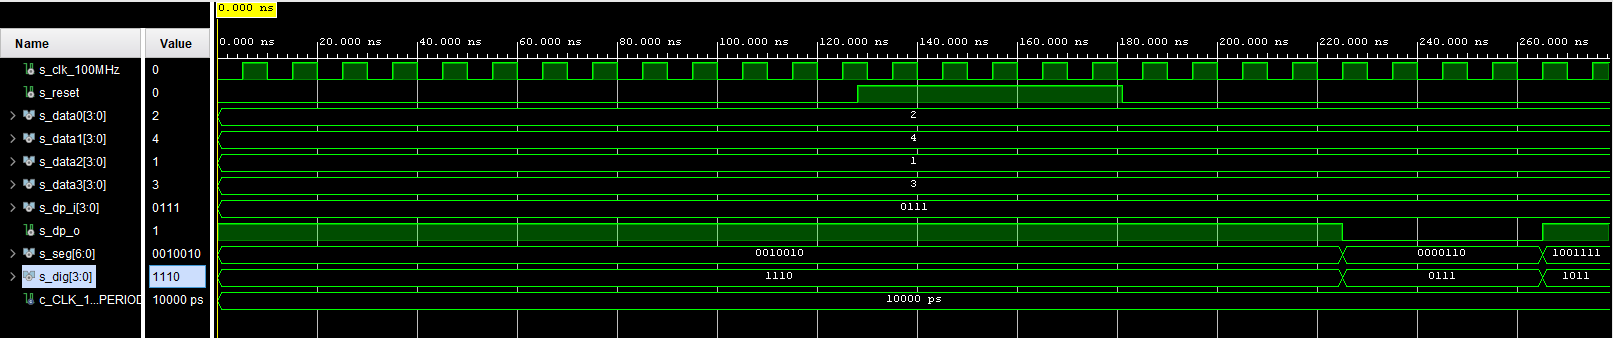 0.000 ns
Name Value
0.000 ns 20.000 ns 40.000 ns 60.000 ns 80.000 ns 100.000 ns 120.000 ns 140.000 ns 160.000 ns 180.000 ns 200.000 ns 220.000 ns 240.000 ns 260.000 ns
s_clk_100MHz 0
s_reset 0
s_data0[3:0] 2 2
s_data1[3:0] 4 4
s_data2[3:0] 1 1
s_data3[3:0] 3 3
s_dp_i[3:0] 0111 0111
s_dp_o 1
s_seg[6:0] 0010010 0010010 0000110 1001111
s_dig[3:0] 1110 1110 0111 1011
c_CLK_1...PERIOD 10000 ps 10000 ps